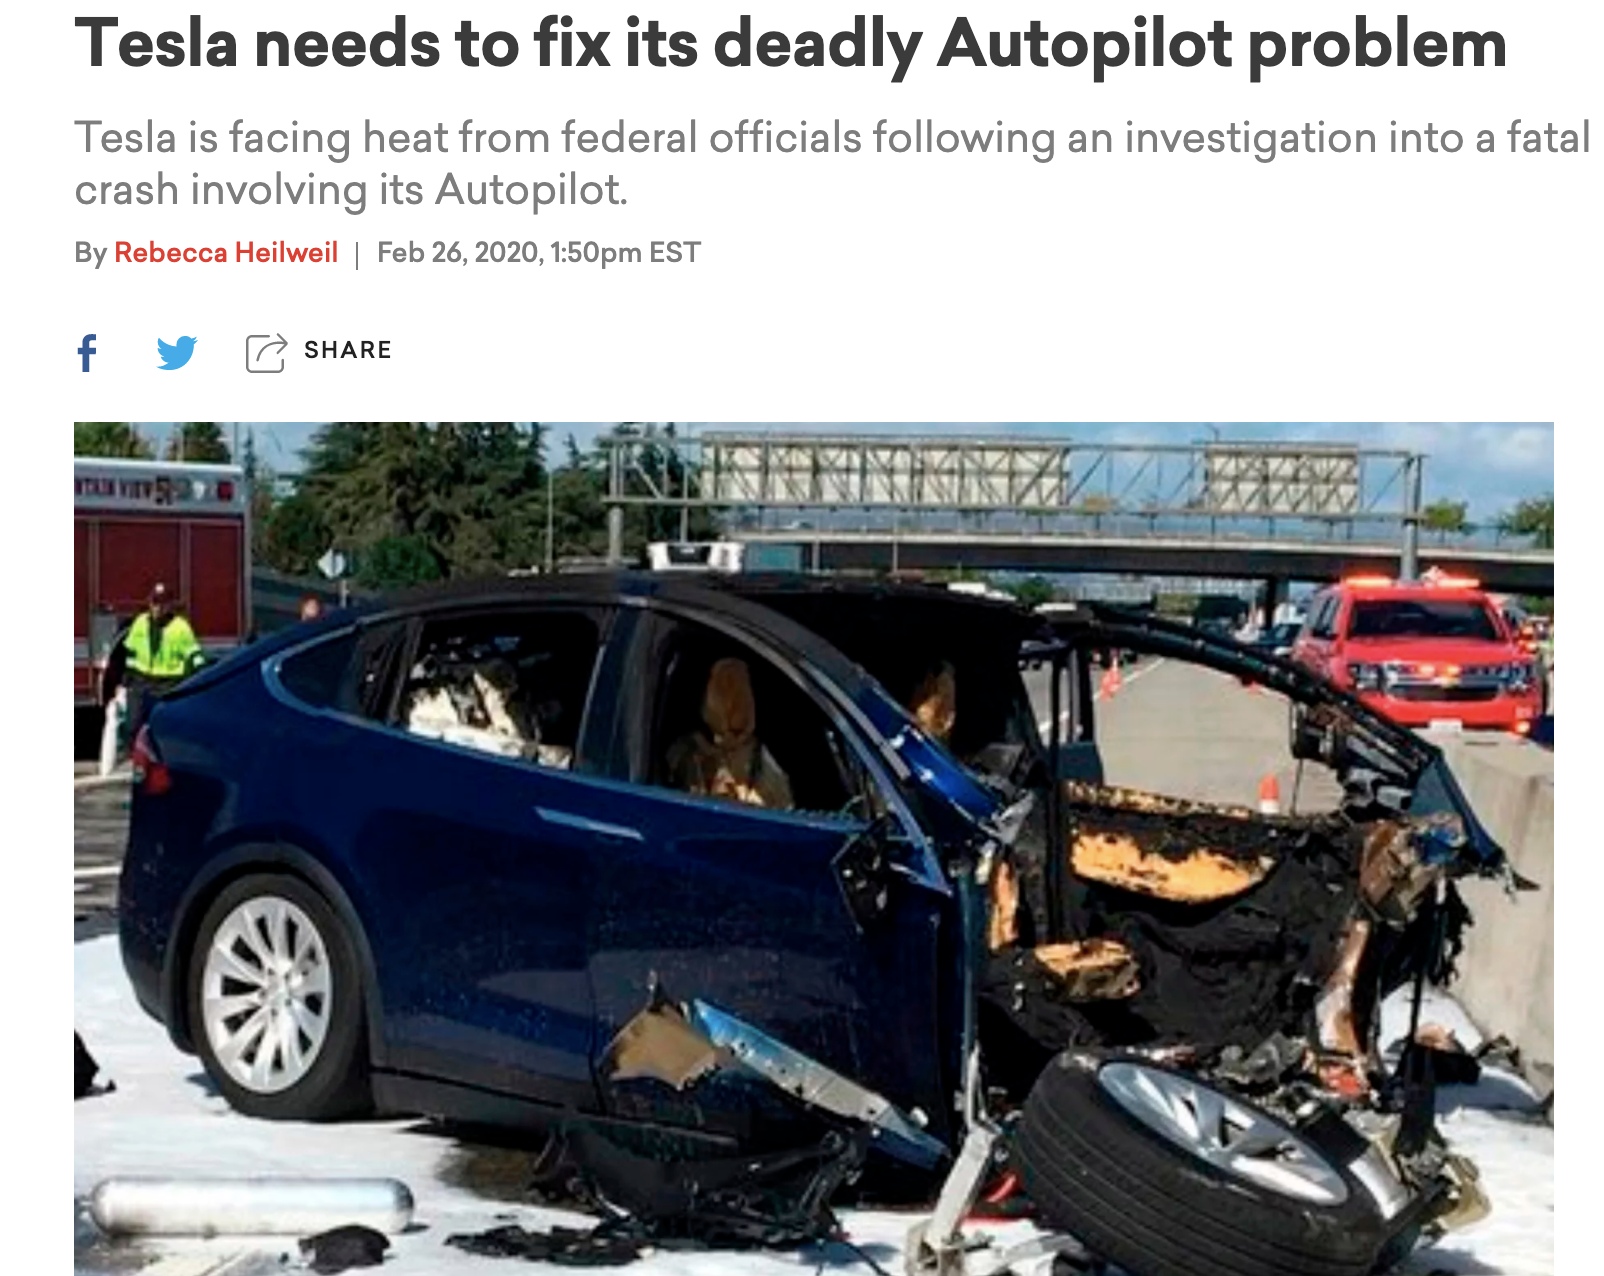 Tesla needs to fix its deadly Autopilot problem
Tesla is facing heat from federal officials following an investigation into a fatal
crash involving its Autopilot.
By Rebecca Heilweil | Feb 26, 2020, 1:50pm EST
SHARE